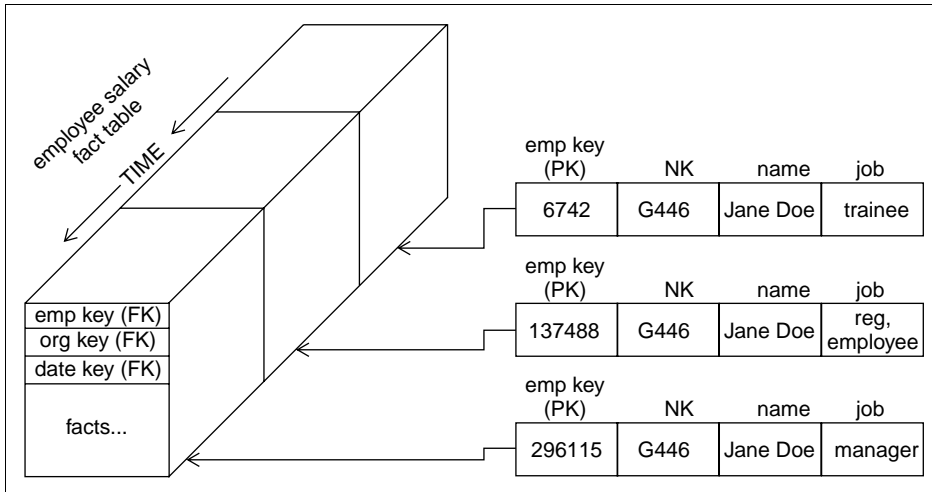 employee salary
fact table
TIME
emp key (FK)
org key (FK)
date key (FK)
facts...
emp key
(PK) NK name job
6742 G446 Jane Doe trainee
emp key
(PK) NK name job
137488 G446 Jane Doe reg,
employee
emp key
(PK) NK name job
296115 G446 Jane Doe manager